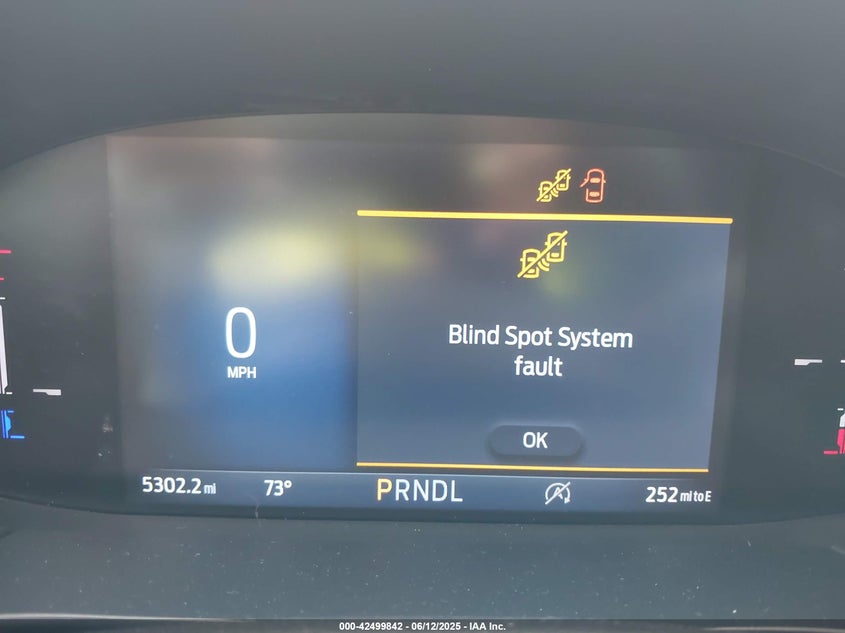 Blind Spot System
fault
0
MPH
OK
5302.2 mi 73° PRNDL 252 mi to E
000-42499842 - 06/12/2025 - IAA Inc.